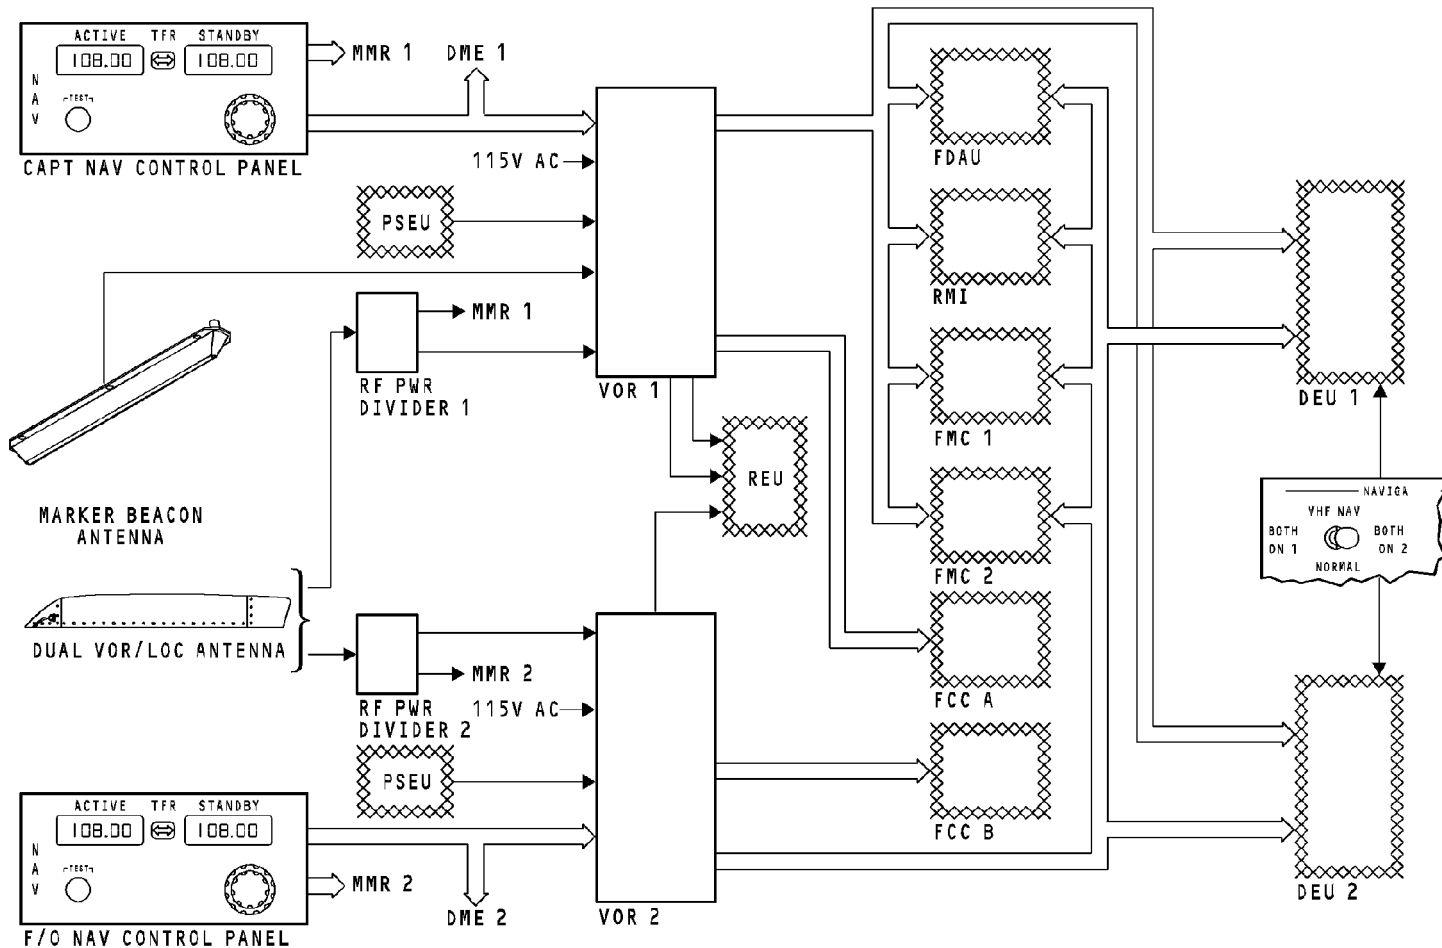 ACTIVE TFR STANDBY
108.00 108.00
NAV
TEST
CAPT NAV CONTROL PANEL
MMR 1
DME 1
115V AC
PSEU
MMR 1
RF PWR
DIVIDER 1
VOR 1
REU
MARKER BEACON
ANTENNA
DUAL VOR/LOC ANTENNA
MMR 2
RF PWR
DIVIDER 2
115V AC
PSEU
ACTIVE TFR STANDBY
108.00 108.00
NAV
TEST
F/O NAV CONTROL PANEL
MMR 2
DME 2
VOR 2
FDAU
RMI
FMC 1
FMC 2
FCC A
FCC B
DEU 1
NAVIGA
VHF NAV
BOTH
ON 1
BOTH
ON 2
NORMAL
DEU 2